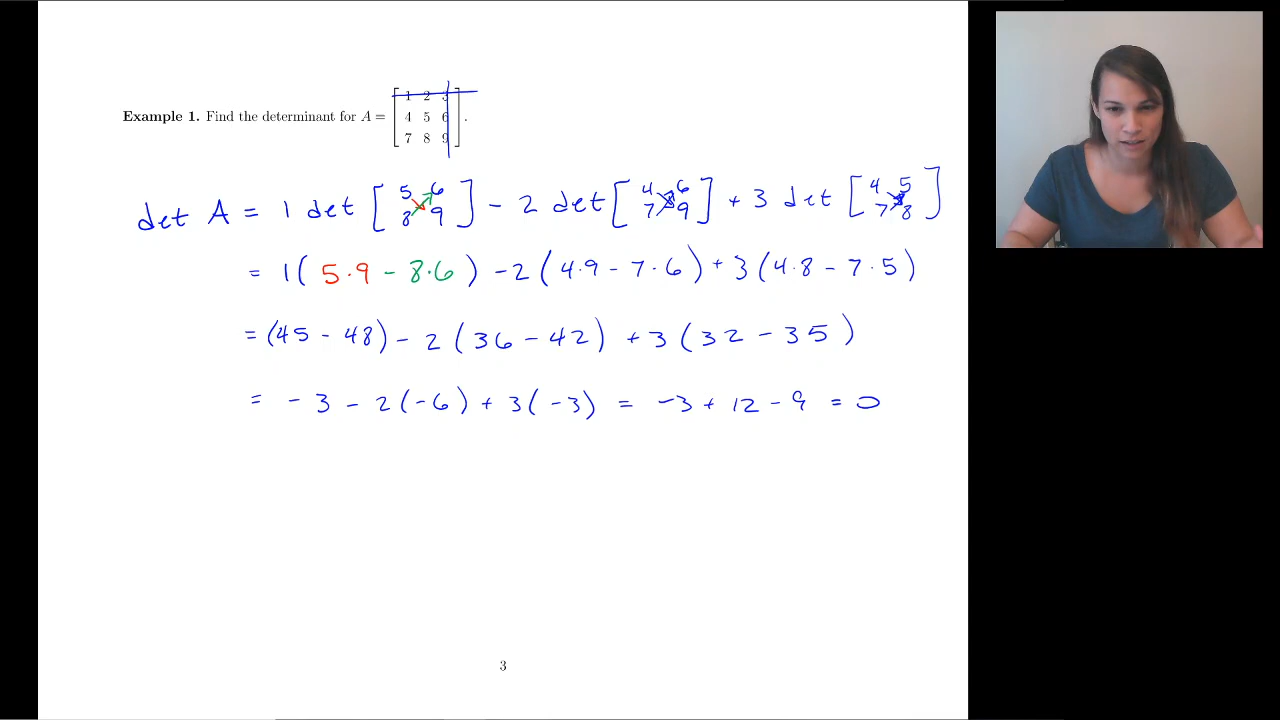 Example 1. Find the determinant for A = [1 2 3
4 5 6
7 8 9].
det A = 1 det [5 6
8 9] - 2 det [4 6
7 9] + 3 det [4 5
7 8]
= 1(5·9 - 8·6) - 2(4·9 - 7·6) + 3(4·8 - 7·5)
= (45 - 48) - 2(36 - 42) + 3(32 - 35)
= -3 - 2(-6) + 3(-3) = -3 + 12 - 9 = 0
3